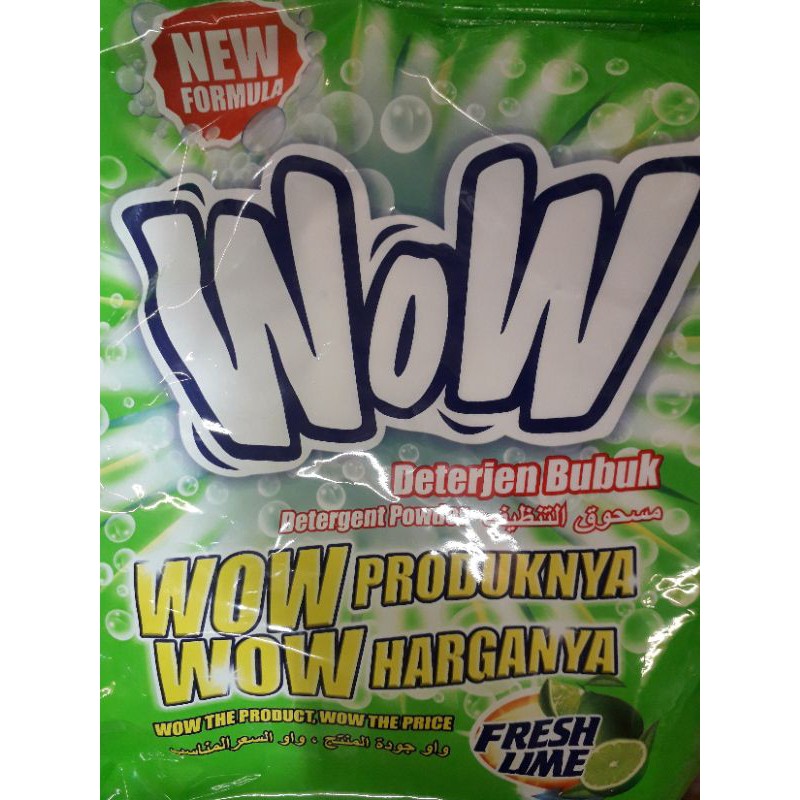 NEW
FORMULA
WOW
Deterjen Bubuk
Detergent Powder مسحوق التنظيف
WOW PRODUKNYA
WOW HARGANYA
WOW THE PRODUCT, WOW THE PRICE
واو جودة المنتج ، واو السعر المناسب
FRESH
LIME